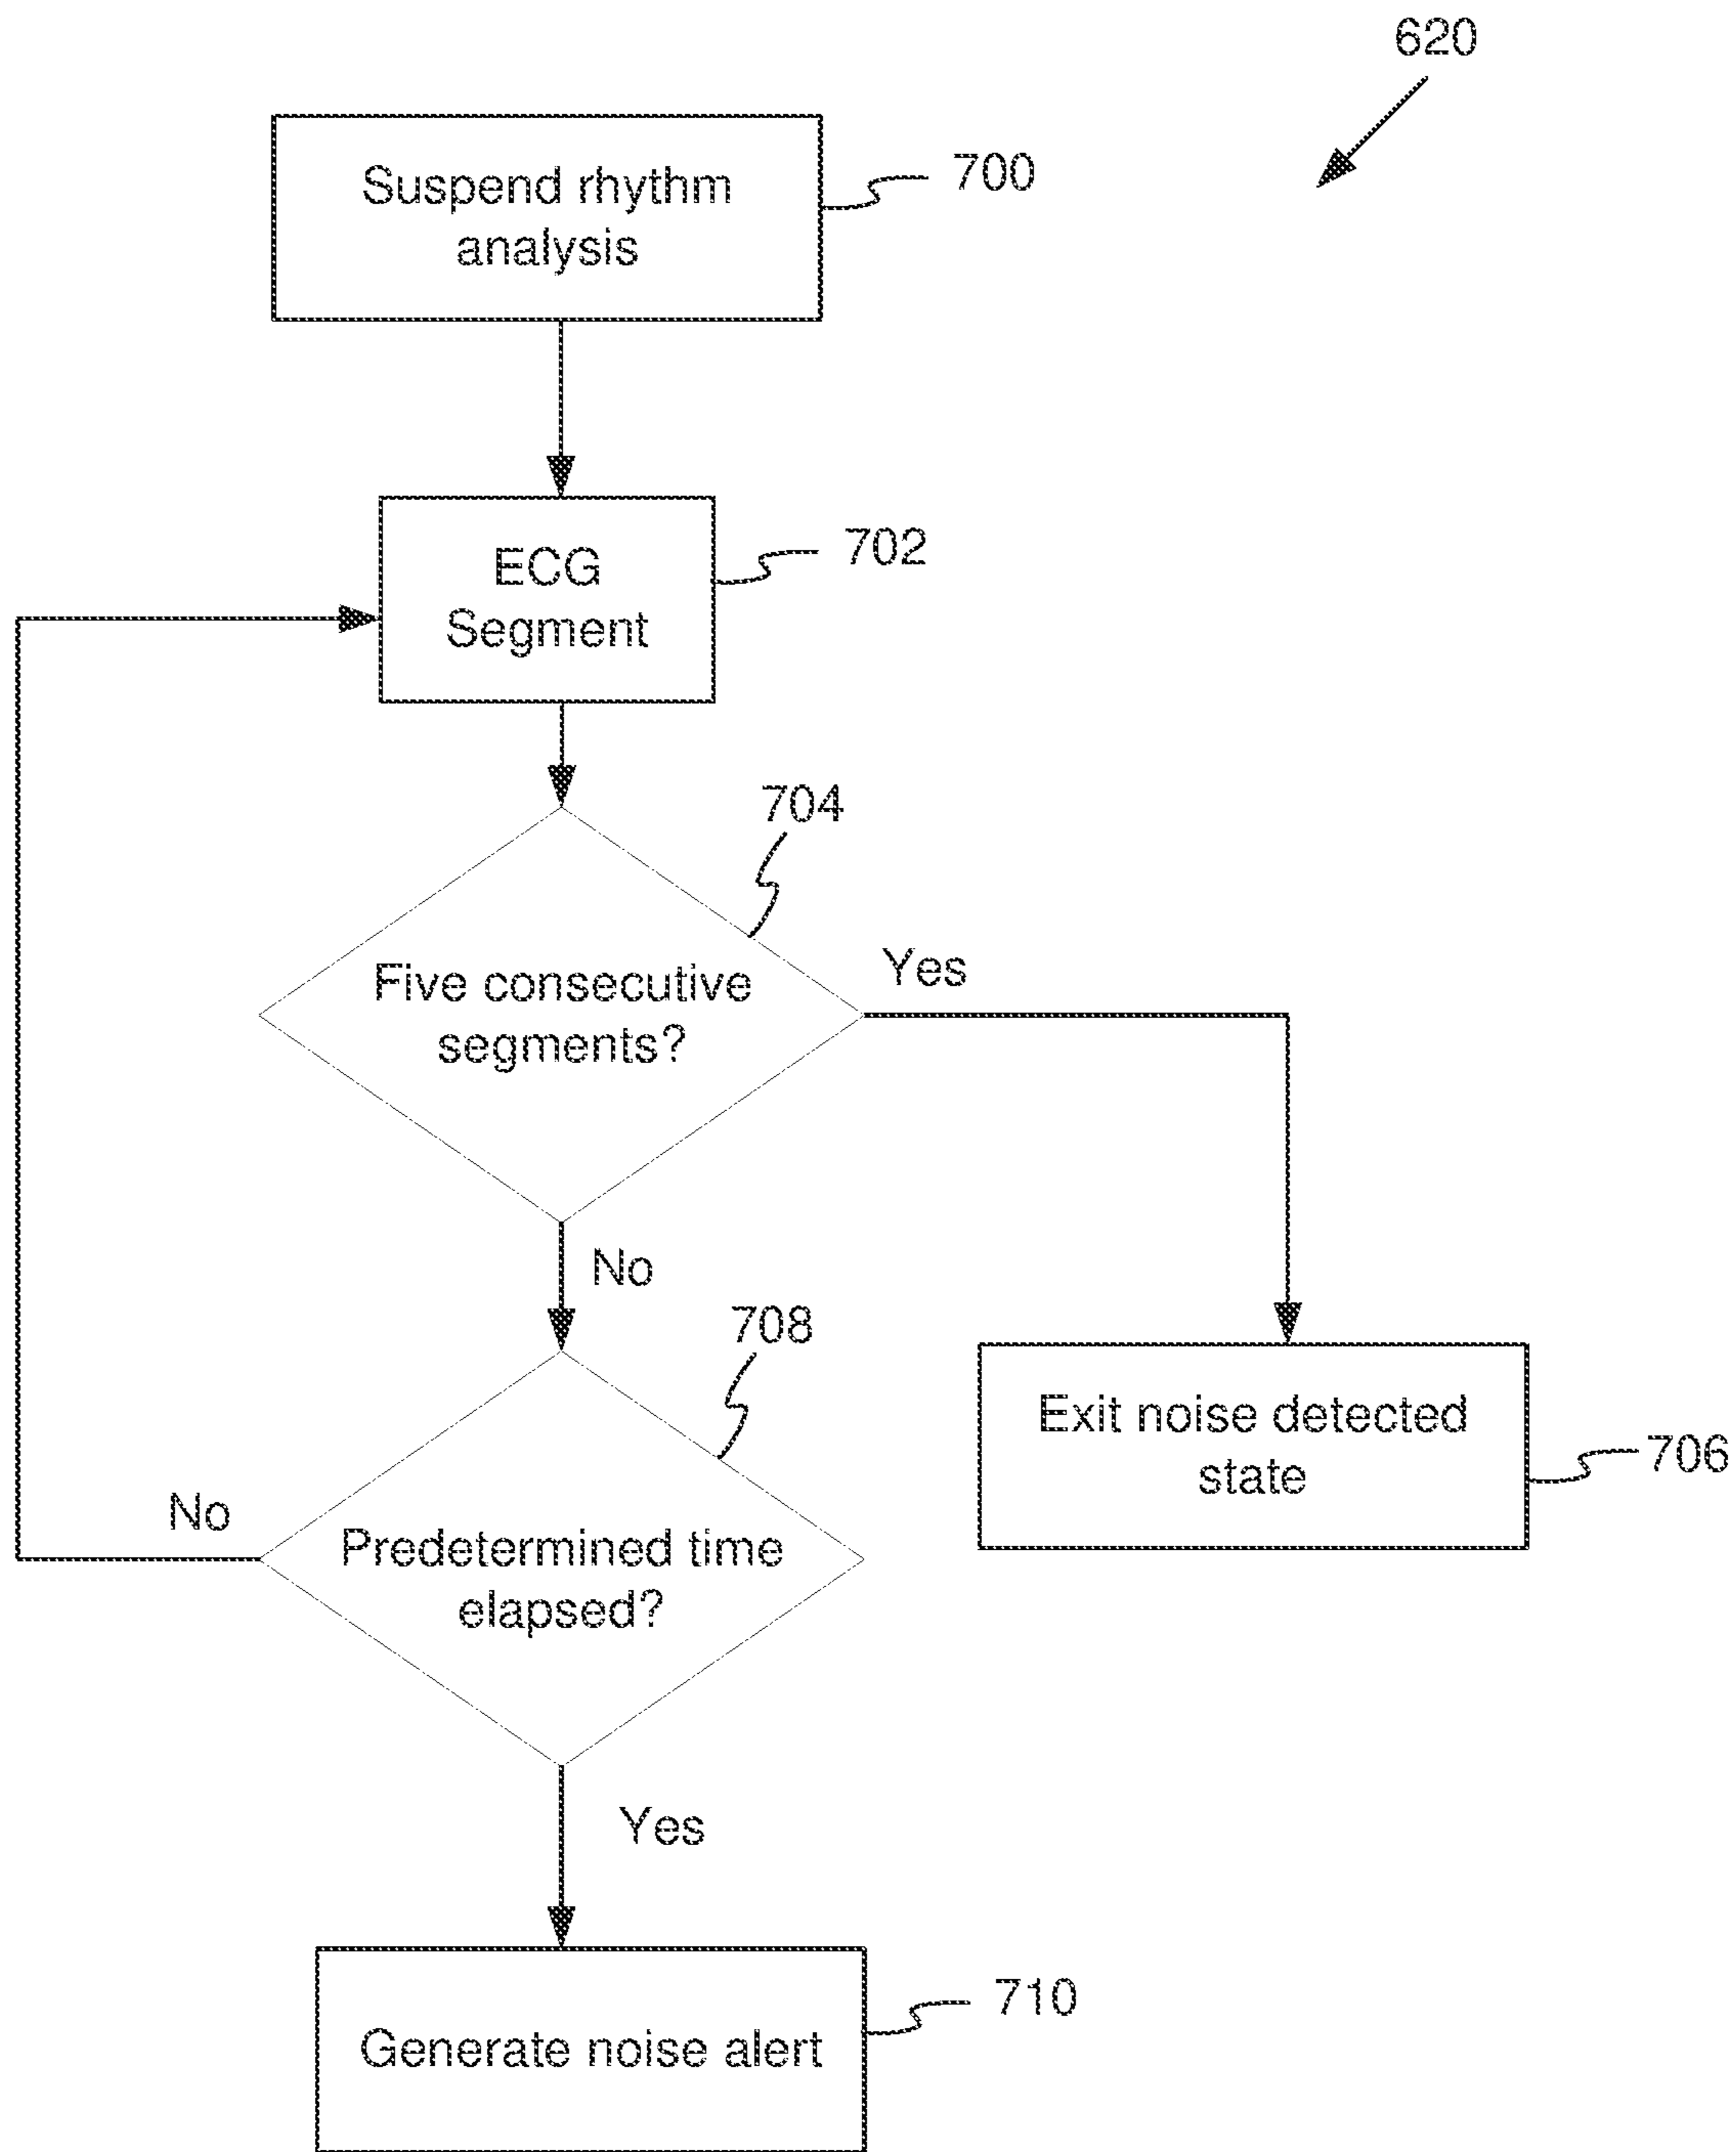 620
Suspend rhythm
analysis
700
ECG
Segment
702
704
Five consecutive
segments?
Yes
No
708
Exit noise detected
state
706
No
Predetermined time
elapsed?
Yes
Generate noise alert
710